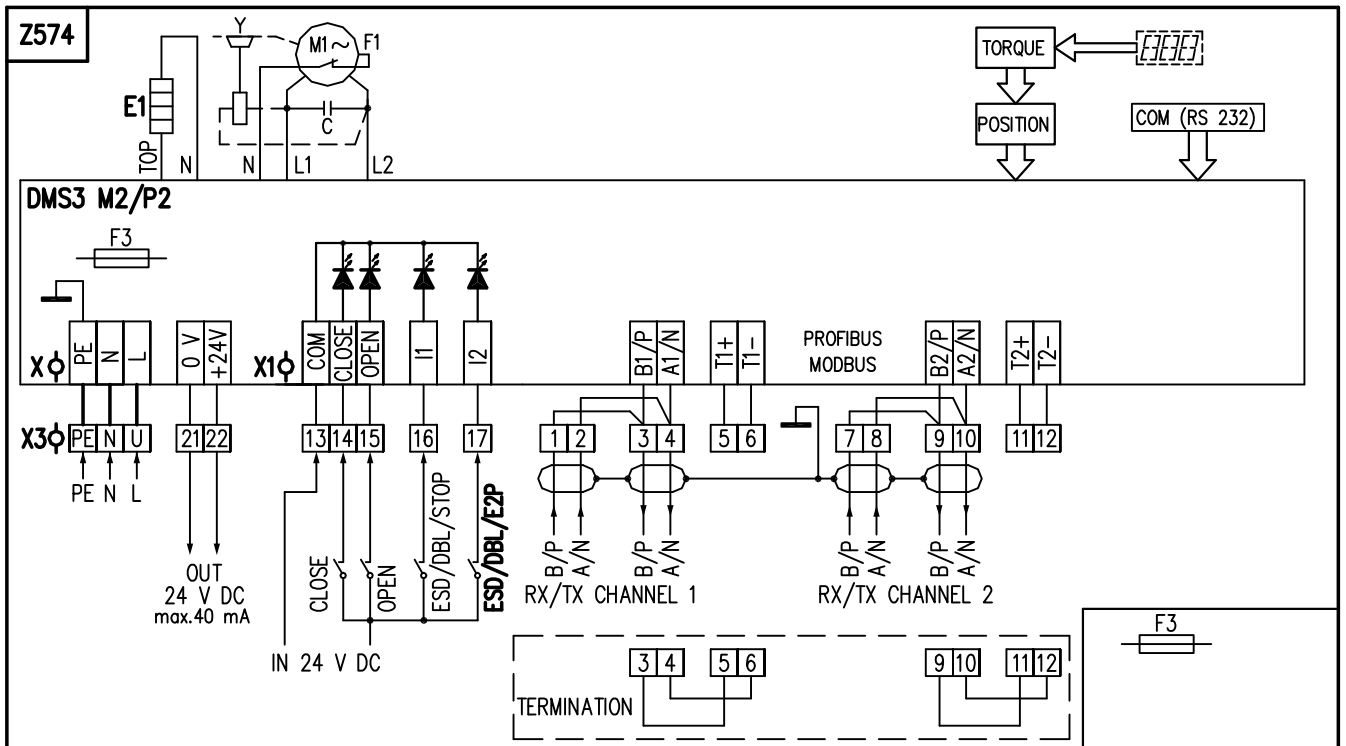 Z574
Y
M1~
F1
TORQUE
E1
C
POSITION
COM (RS 232)
TOP
N
N
L1
L2
DMS3 M2/P2
F3
X
PE
N
L
0 V
+24V
X1
COM
CLOSE
OPEN
I1
I2
B1/P
A1/N
T1+
T1-
PROFIBUS
MODBUS
B2/P
A2/N
T2+
T2-
X3
PE N U
21 22
13 14 15
16
17
1 2
3 4
5 6
7 8
9 10
11 12
PE N L
OUT
24 V DC
max.40 mA
CLOSE
OPEN
ESD/DBL/STOP
ESD/DBL/E2P
IN 24 V DC
B/P
A/N
B/P
A/N
B/P
A/N
B/P
A/N
RX/TX CHANNEL 1
RX/TX CHANNEL 2
F3
TERMINATION
3 4
5 6
9 10
11 12